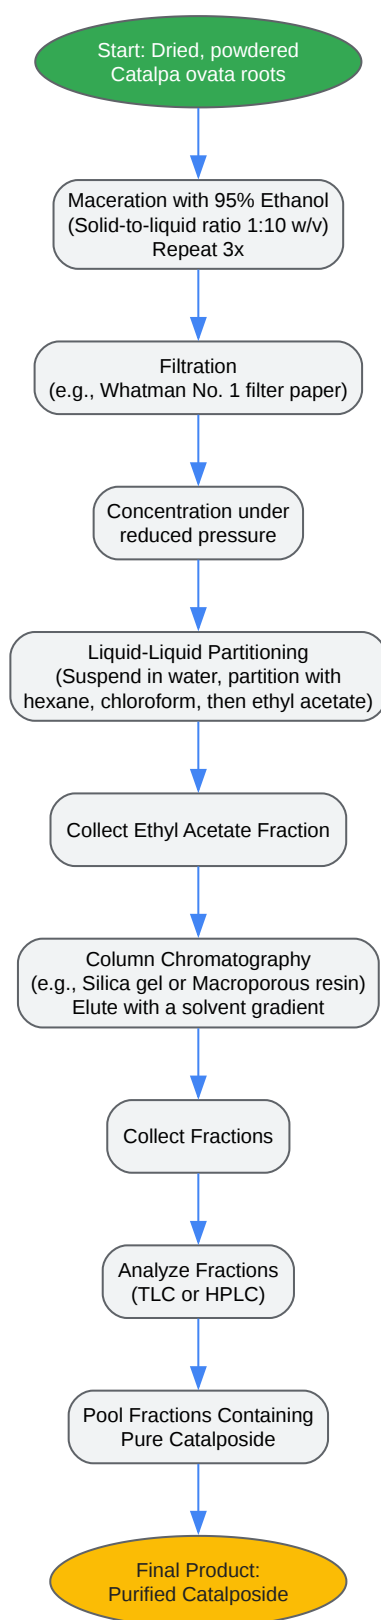 Start: Dried, powdered
Catalpa ovata roots
Maceration with 95% Ethanol
(Solid-to-liquid ratio 1:10 w/v)
Repeat 3x
Filtration
(e.g., Whatman No. 1 filter paper)
Concentration under
reduced pressure
Liquid-Liquid Partitioning
(Suspend in water, partition with
hexane, chloroform, then ethyl acetate)
Collect Ethyl Acetate Fraction
Column Chromatography
(e.g., Silica gel or Macroporous resin)
Elute with a solvent gradient
Collect Fractions
Analyze Fractions
(TLC or HPLC)
Pool Fractions Containing
Pure Catalposide
Final Product:
Purified Catalposide